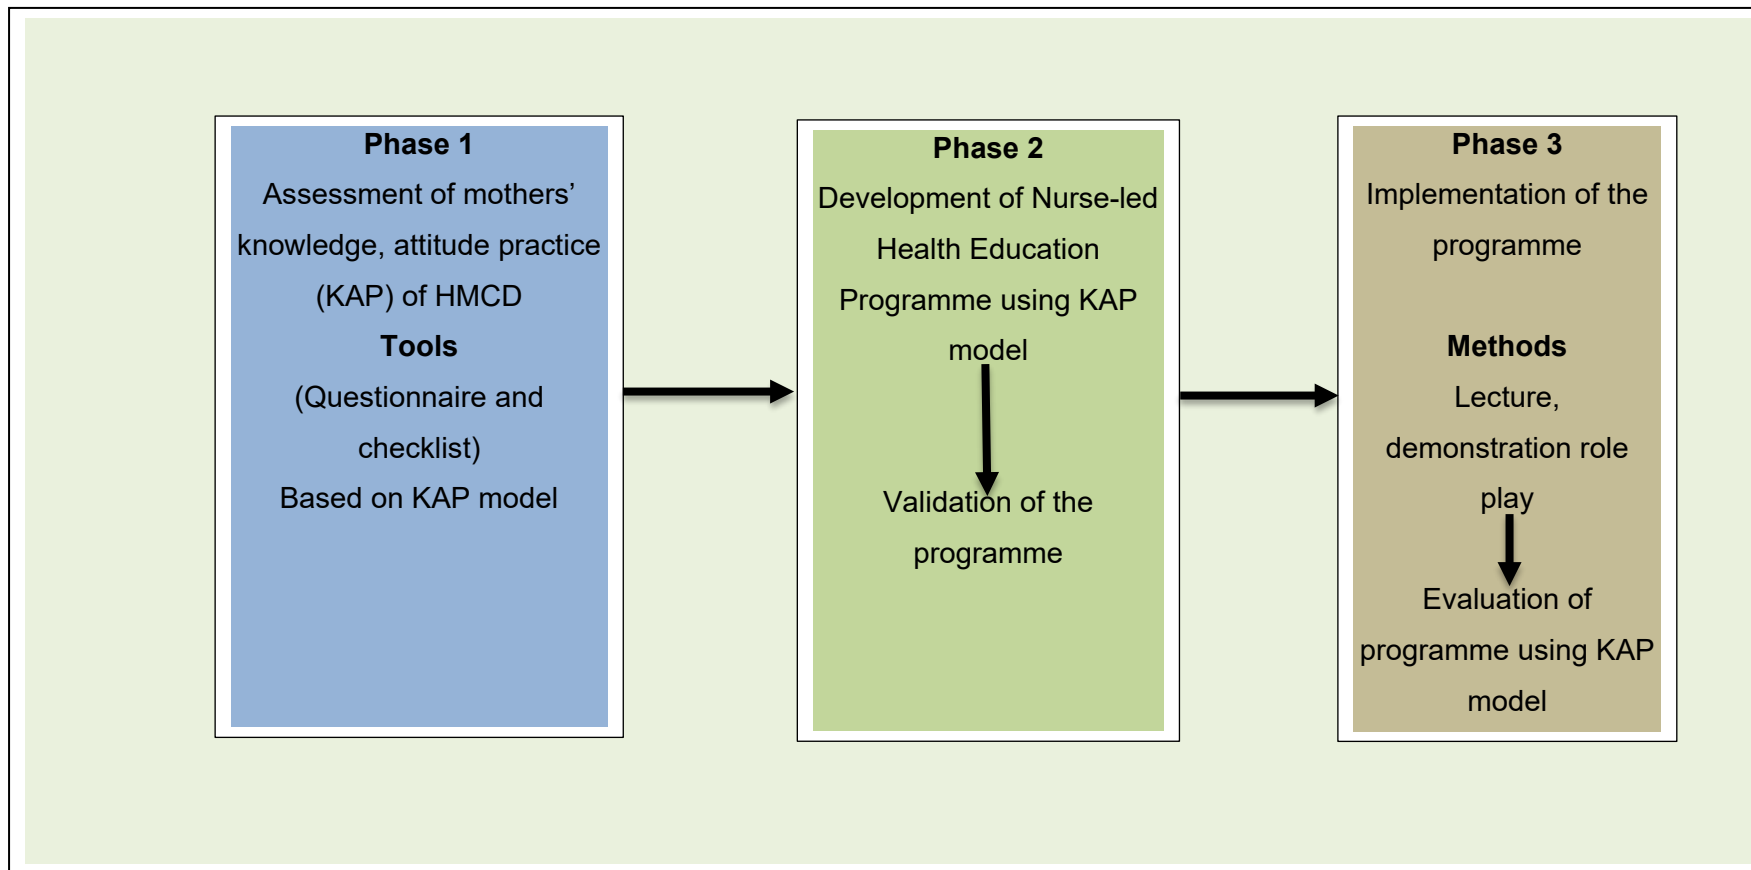 Phase 1
Assessment of mothers’
knowledge, attitude practice
(KAP) of HMCD
Tools
(Questionnaire and
checklist)
Based on KAP model
Phase 2
Development of Nurse-led
Health Education
Programme using KAP
model
Validation of the
programme
Phase 3
Implementation of the
programme
Methods
Lecture,
demonstration role
play
Evaluation of
programme using KAP
model